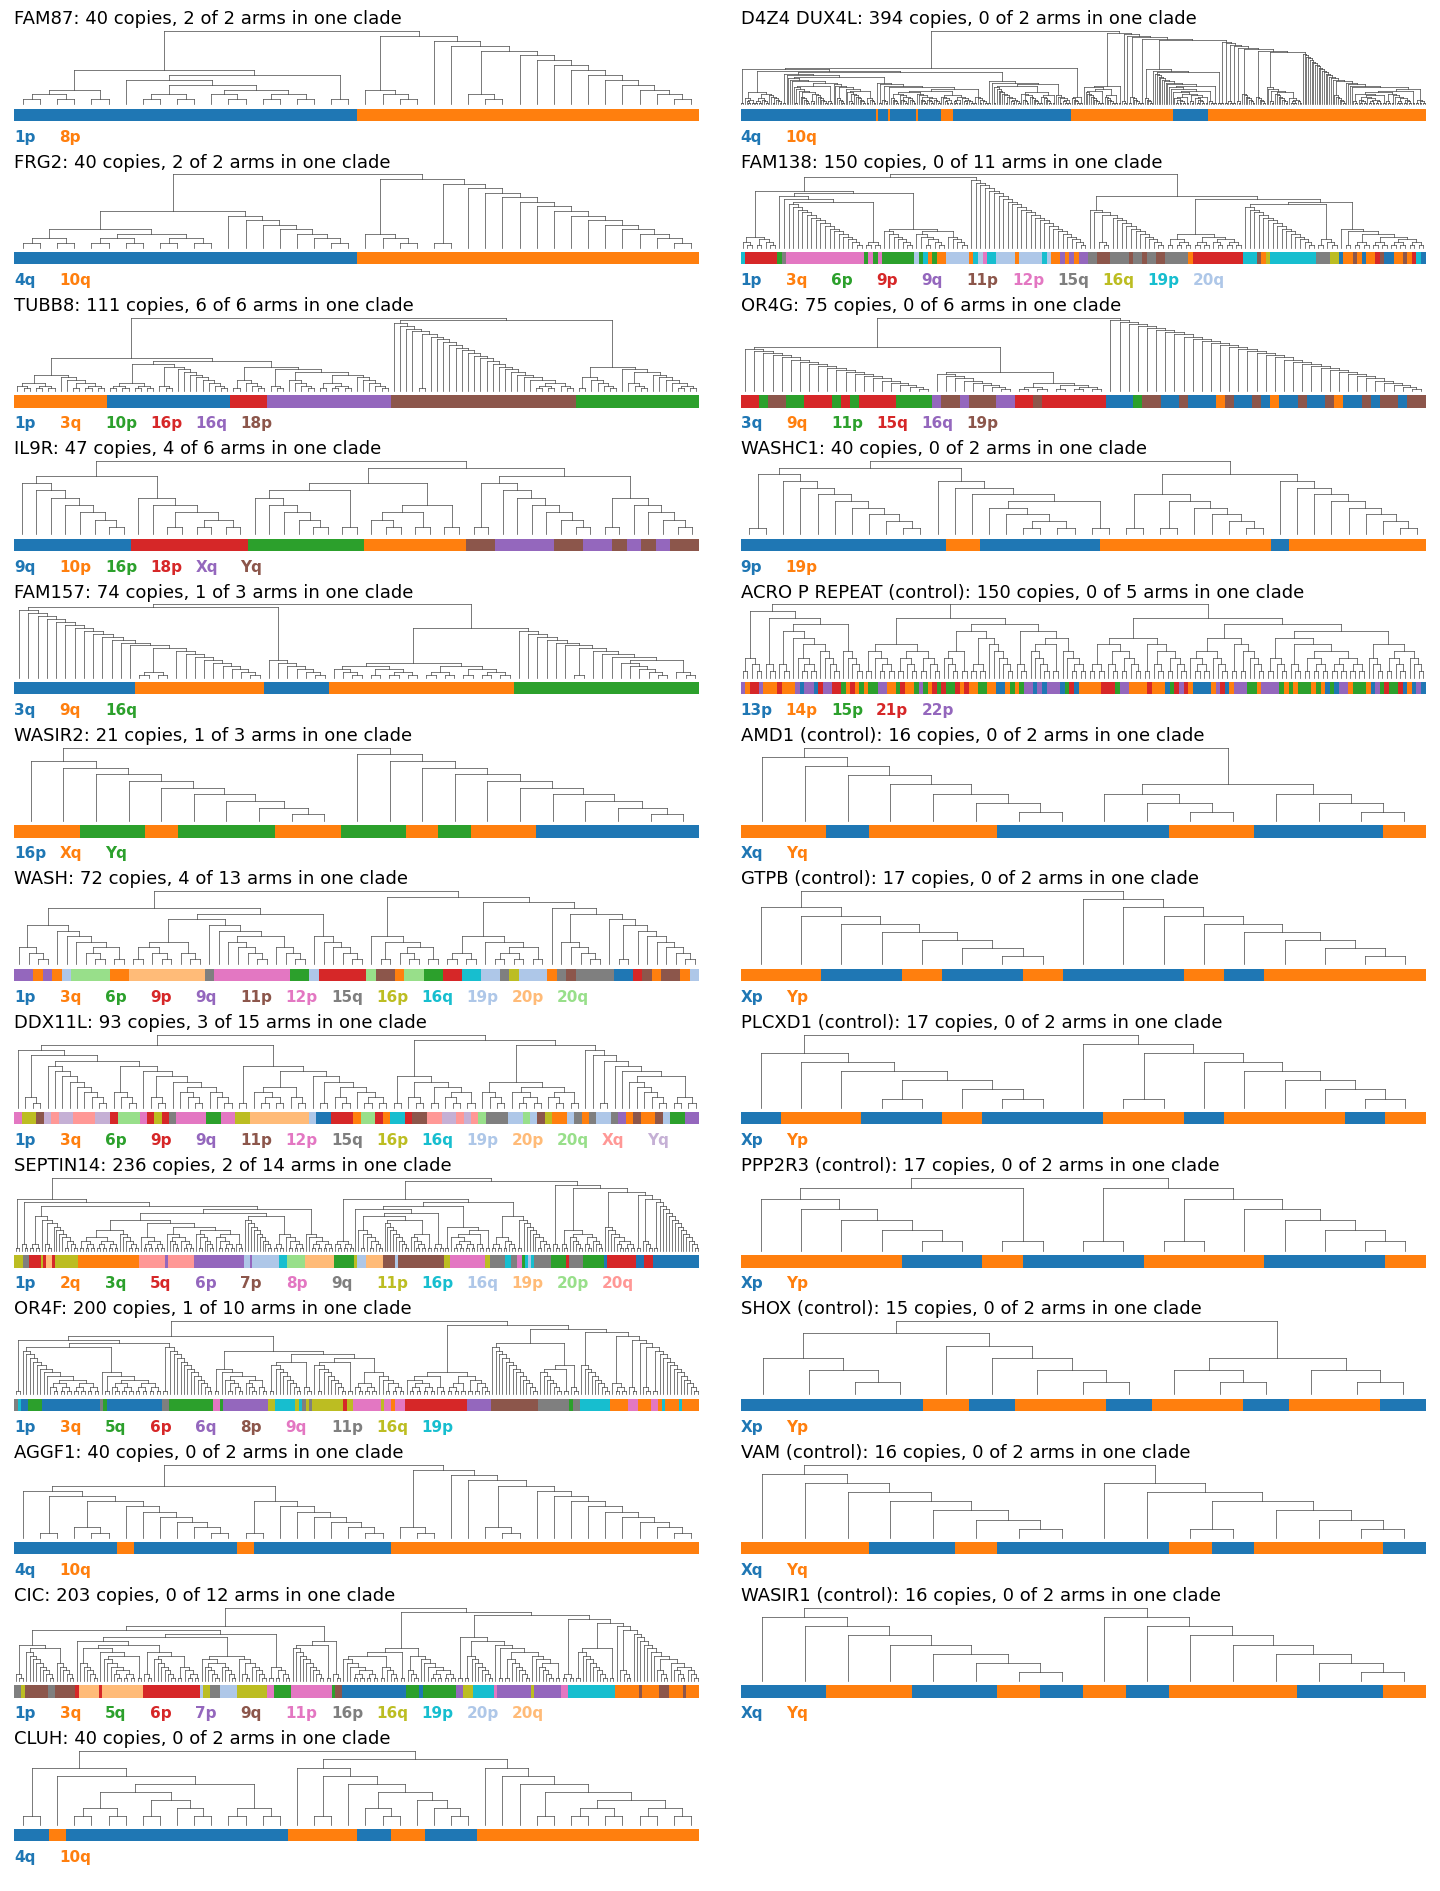 FAM87: 40 copies, 2 of 2 arms in one clade
1p 8p
FRG2: 40 copies, 2 of 2 arms in one clade
4q 10q
TUBB8: 111 copies, 6 of 6 arms in one clade
1p 3q 10p 16p 16q 18p
IL9R: 47 copies, 4 of 6 arms in one clade
9q 10p 16p 18p Xq Yq
FAM157: 74 copies, 1 of 3 arms in one clade
3q 9q 16q
WASIR2: 21 copies, 1 of 3 arms in one clade
16p Xq Yq
WASH: 72 copies, 4 of 13 arms in one clade
1p 3q 6p 9p 9q 11p 12p 15q 16p 16q 19p 20p 20q
DDX11L: 93 copies, 3 of 15 arms in one clade
1p 3q 6p 9p 9q 11p 12p 15q 16p 16q 19p 20p 20q Xq Yq
SEPTIN14: 236 copies, 2 of 14 arms in one clade
1p 2q 3q 5q 6p 7p 8p 9q 11p 16p 16q 19p 20p 20q
OR4F: 200 copies, 1 of 10 arms in one clade
1p 3q 5q 6p 6q 8p 9q 11p 16q 19p
AGGF1: 40 copies, 0 of 2 arms in one clade
4q 10q
CIC: 203 copies, 0 of 12 arms in one clade
1p 3q 5q 6p 7p 9q 11p 16p 16q 19p 20p 20q
CLUH: 40 copies, 0 of 2 arms in one clade
4q 10q
D4Z4 DUX4L: 394 copies, 0 of 2 arms in one clade
4q 10q
FAM138: 150 copies, 0 of 11 arms in one clade
1p 3q 6p 9p 9q 11p 12p 15q 16q 19p 20q
OR4G: 75 copies, 0 of 6 arms in one clade
3q 9q 11p 15q 16q 19p
WASHC1: 40 copies, 0 of 2 arms in one clade
9p 19p
ACRO P REPEAT (control): 150 copies, 0 of 5 arms in one clade
13p 14p 15p 21p 22p
AMD1 (control): 16 copies, 0 of 2 arms in one clade
Xq Yq
GTPB (control): 17 copies, 0 of 2 arms in one clade
Xp Yp
PLCXD1 (control): 17 copies, 0 of 2 arms in one clade
Xp Yp
PPP2R3 (control): 17 copies, 0 of 2 arms in one clade
Xp Yp
SHOX (control): 15 copies, 0 of 2 arms in one clade
Xp Yp
VAM (control): 16 copies, 0 of 2 arms in one clade
Xq Yq
WASIR1 (control): 16 copies, 0 of 2 arms in one clade
Xq Yq